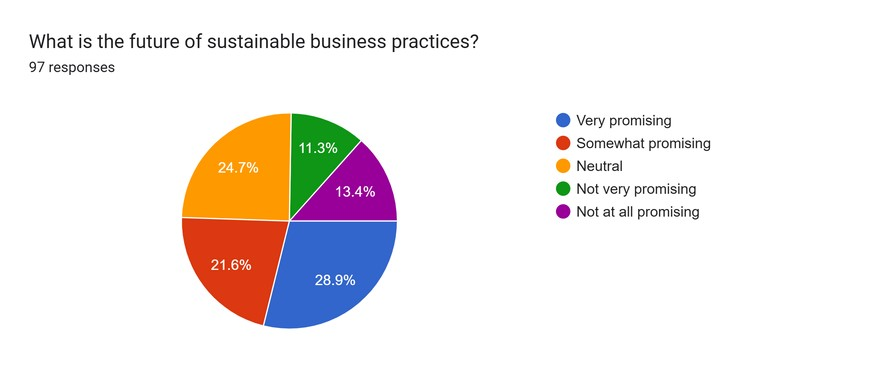 What is the future of sustainable business practices?
97 responses
Very promising
Somewhat promising
Neutral
Not very promising
Not at all promising
11.3%
24.7%
13.4%
21.6%
28.9%